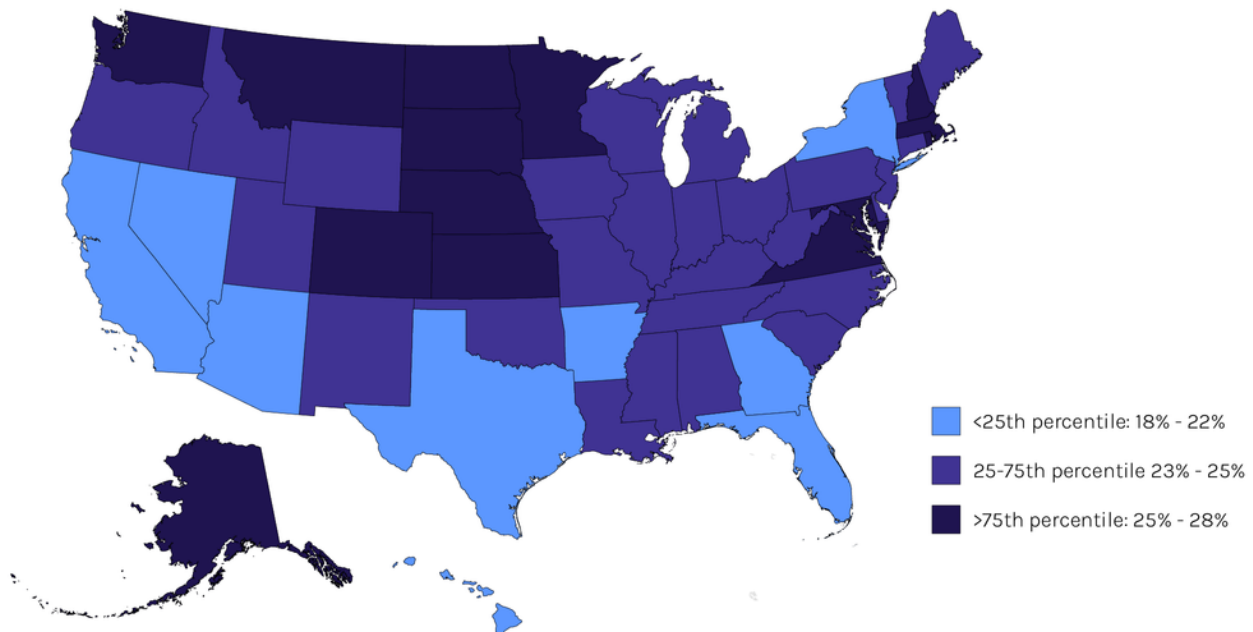 <25th percentile: 18% - 22%
25-75th percentile 23% - 25%
>75th percentile: 25% - 28%